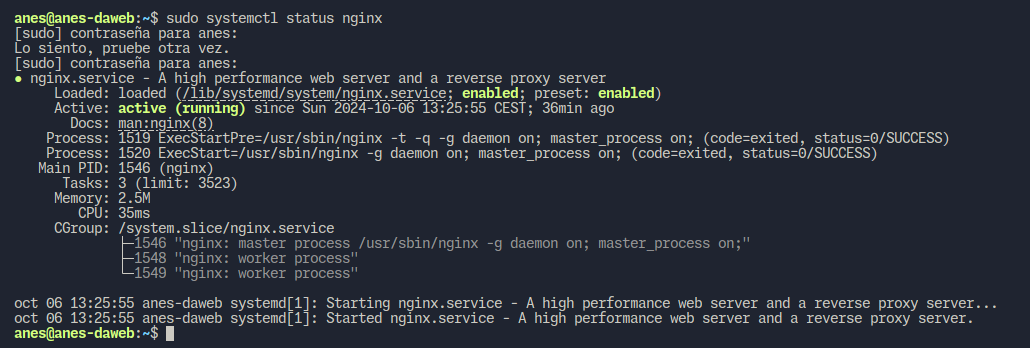 anes@anes-daweb:~$ sudo systemctl status nginx
[sudo] contraseña para anes:
Lo siento, pruebe otra vez.
[sudo] contraseña para anes:
● nginx.service - A high performance web server and a reverse proxy server
     Loaded: loaded (/lib/systemd/system/nginx.service; enabled; preset: enabled)
     Active: active (running) since Sun 2024-10-06 13:25:55 CEST; 36min ago
       Docs: man:nginx(8)
    Process: 1519 ExecStartPre=/usr/sbin/nginx -t -q -g daemon on; master_process on; (code=exited, status=0/SUCCESS)
    Process: 1520 ExecStart=/usr/sbin/nginx -g daemon on; master_process on; (code=exited, status=0/SUCCESS)
   Main PID: 1546 (nginx)
      Tasks: 3 (limit: 3523)
     Memory: 2.5M
        CPU: 35ms
     CGroup: /system.slice/nginx.service
             ├─1546 "nginx: master process /usr/sbin/nginx -g daemon on; master_process on;"
             ├─1548 "nginx: worker process"
             └─1549 "nginx: worker process"
oct 06 13:25:55 anes-daweb systemd[1]: Starting nginx.service - A high performance web server and a reverse proxy server...
oct 06 13:25:55 anes-daweb systemd[1]: Started nginx.service - A high performance web server and a reverse proxy server.
anes@anes-daweb:~$